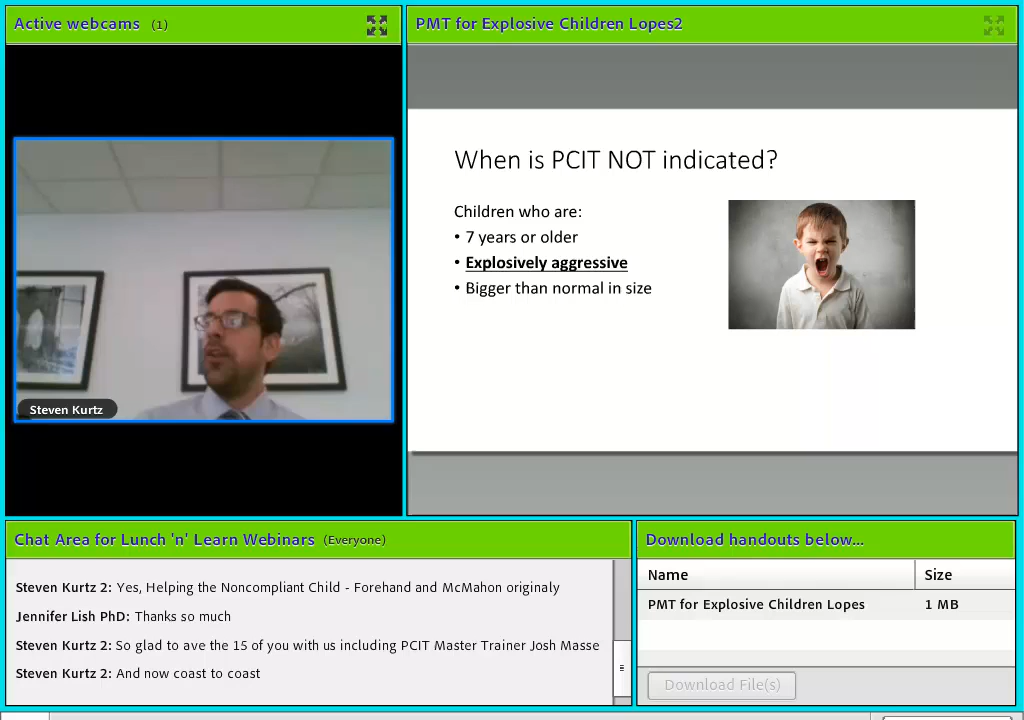 Active webcams (1)
Steven Kurtz
PMT for Explosive Children Lopes2
When is PCIT NOT indicated?
Children who are:
• 7 years or older
• Explosively aggressive
• Bigger than normal in size
Chat Area for Lunch 'n' Learn Webinars (Everyone)
Steven Kurtz 2: Yes, Helping the Noncompliant Child - Forehand and McMahon originaly
Jennifer Lish PhD: Thanks so much
Steven Kurtz 2: So glad to ave the 15 of you with us including PCIT Master Trainer Josh Masse
Steven Kurtz 2: And now coast to coast
Download handouts below...
Name Size
PMT for Explosive Children Lopes 1 MB
Download File(s)